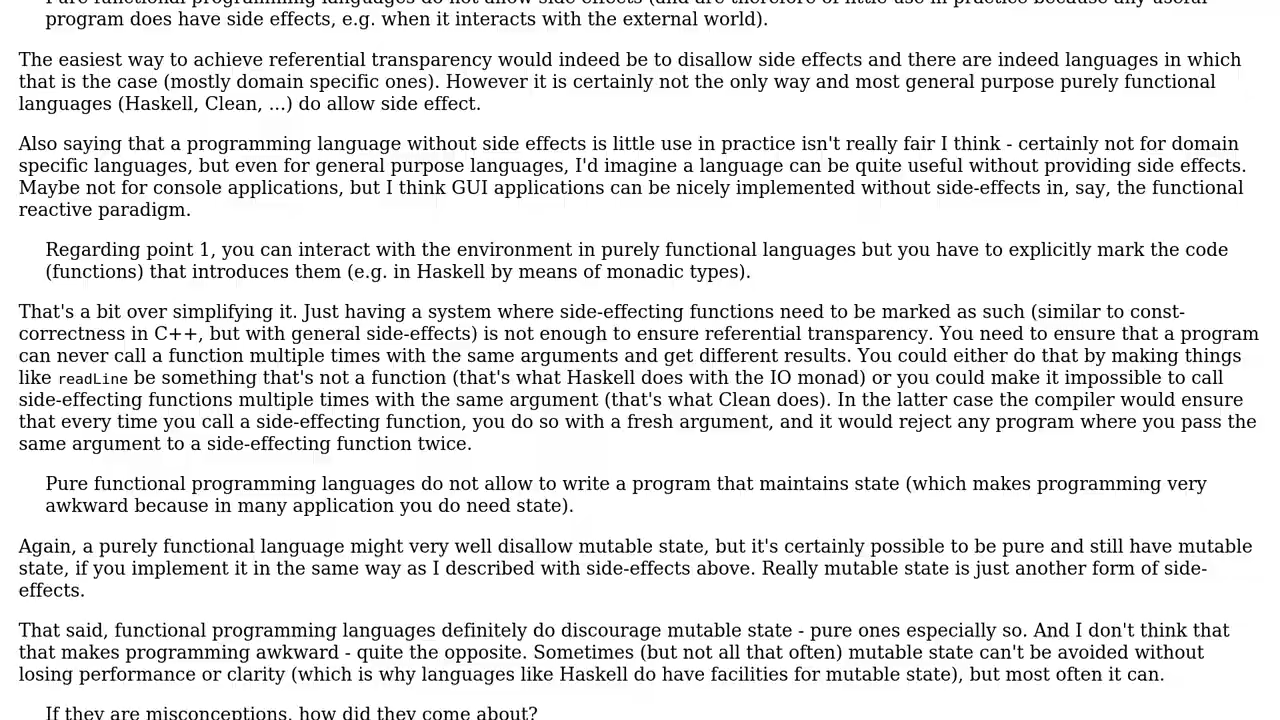 Pure functional programming languages do not allow side effects (and are therefore of little use in practice because any useful
program does have side effects, e.g. when it interacts with the external world).
The easiest way to achieve referential transparency would indeed be to disallow side effects and there are indeed languages in which
that is the case (mostly domain specific ones). However it is certainly not the only way and most general purpose purely functional
languages (Haskell, Clean, ...) do allow side effect.
Also saying that a programming language without side effects is little use in practice isn't really fair I think - certainly not for domain
specific languages, but even for general purpose languages, I'd imagine a language can be quite useful without providing side effects.
Maybe not for console applications, but I think GUI applications can be nicely implemented without side-effects in, say, the functional
reactive paradigm.
Regarding point 1, you can interact with the environment in purely functional languages but you have to explicitly mark the code
(functions) that introduces them (e.g. in Haskell by means of monadic types).
That's a bit over simplifying it. Just having a system where side-effecting functions need to be marked as such (similar to const-
correctness in C++, but with general side-effects) is not enough to ensure referential transparency. You need to ensure that a program
can never call a function multiple times with the same arguments and get different results. You could either do that by making things
like readLine be something that's not a function (that's what Haskell does with the IO monad) or you could make it impossible to call
side-effecting functions multiple times with the same argument (that's what Clean does). In the latter case the compiler would ensure
that every time you call a side-effecting function, you do so with a fresh argument, and it would reject any program where you pass the
same argument to a side-effecting function twice.
Pure functional programming languages do not allow to write a program that maintains state (which makes programming very
awkward because in many application you do need state).
Again, a purely functional language might very well disallow mutable state, but it's certainly possible to be pure and still have mutable
state, if you implement it in the same way as I described with side-effects above. Really mutable state is just another form of side-
effects.
That said, functional programming languages definitely do discourage mutable state - pure ones especially so. And I don't think that
that makes programming awkward - quite the opposite. Sometimes (but not all that often) mutable state can't be avoided without
losing performance or clarity (which is why languages like Haskell do have facilities for mutable state), but most often it can.
If they are misconceptions, how did they come about?